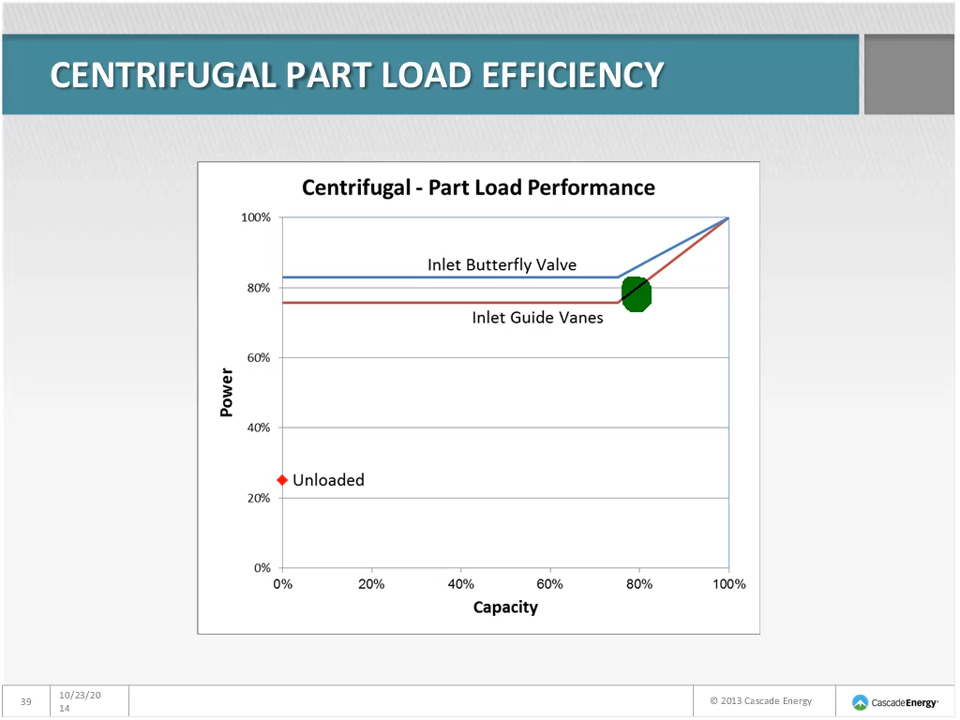 CENTRIFUGAL PART LOAD EFFICIENCY
Centrifugal - Part Load Performance
100%
80%
60%
40%
20%
0%
Power
Inlet Butterfly Valve
Inlet Guide Vanes
Unloaded
0% 20% 40% 60% 80% 100%
Capacity
39
10/23/20
14
© 2013 Cascade Energy
CascadeEnergy